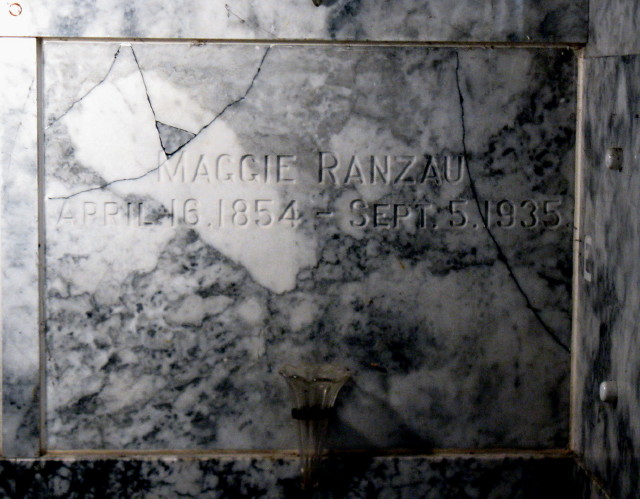 MAGGIE RANZAU
APRIL.16.1854 - SEPT. 5.1935.